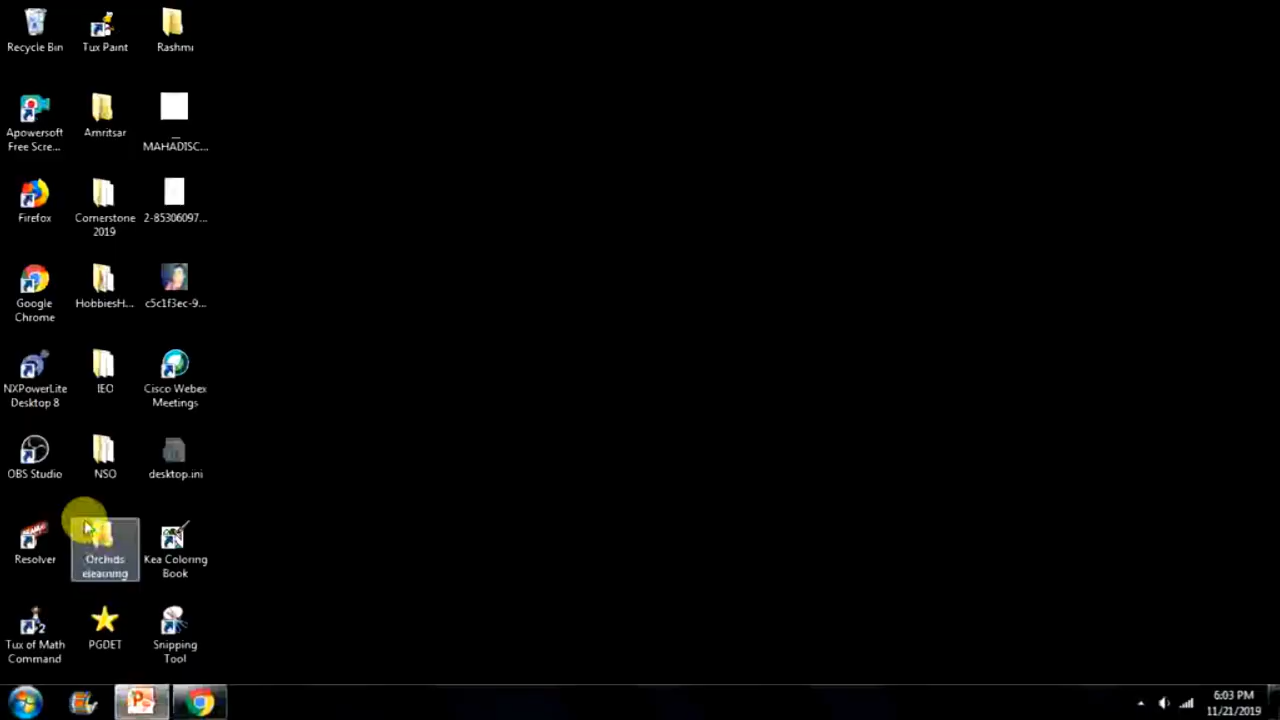 Recycle Bin
Tux Paint
Rashmi
Apowersoft
Free Scre...
Amritsar
__
MAHADISC...
Firefox
Cornerstone
2019
2-85306097...
Google
Chrome
HobbiesH...
c5c1f3ec-9...
NXPowerLite
Desktop 8
IEO
Cisco Webex
Meetings
OBS Studio
NSO
desktop.ini
Resolver
Orchids
elearning
Kea Coloring
Book
Tux of Math
Command
PGDET
Snipping
Tool
6:03 PM
11/21/2019